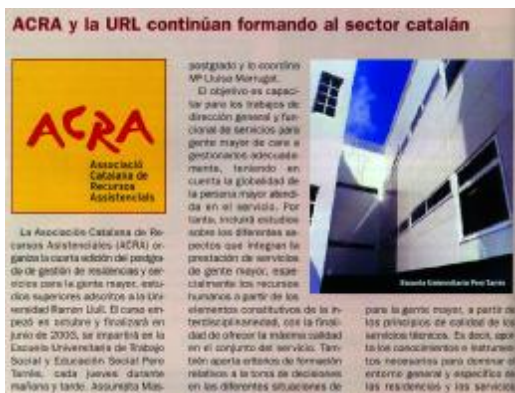 ACRA y la URL continúan formando al sector catalán
ACRA
Associació
Catalana de
Recursos
Assistencials
La Asociación Catalana de Re-
cursos Asistenciales (ACRA) or-
ganiza la cuarta edición del postgra-
do de gestión de residencias y ser-
vicios para la gente mayor, estu-
dios superiores adscritos a la Uni-
versidad Ramon Llull. El curso em-
pezó en octubre y finalizará en
junio de 2003, se impartirá en la
Escuela Universitaria de Trabajo
Social y Educación Social Pere
Tarrés, cada jueves durante
mañana y tarde. Assumpta Mas-
postgrado y lo coordina
Mª Lluïsa Marrugat.
El objetivo es capaci-
tar para los trabajos de
dirección general y fun-
cional de servicios para
gente mayor de cara a
gestionarlos adecuada-
mente, teniendo en
cuenta la globalidad de
la persona mayor atendi-
da en el servicio. Por
tanto, incluirá estudios
sobre los diferentes as-
pectos que integran la
prestación de servicios
de gente mayor, espe-
cialmente los recursos
humanos a partir de los
elementos constitutivos de la in-
terdisciplinariedad, con la finali-
dad de ofrecer la máxima calidad
en el conjunto del servicio. Tam-
bién aporta criterios de formación
relativos a la toma de decisiones
en las diferentes situaciones de
Escuela Universitaria Pere Tarrés
para la gente mayor, a partir de
los principios de calidad de los
servicios técnicos. Es decir, apor-
ta los conocimientos e instrumen-
tos necesarios para dominar el
entorno general y específico de
las residencias y los servicios